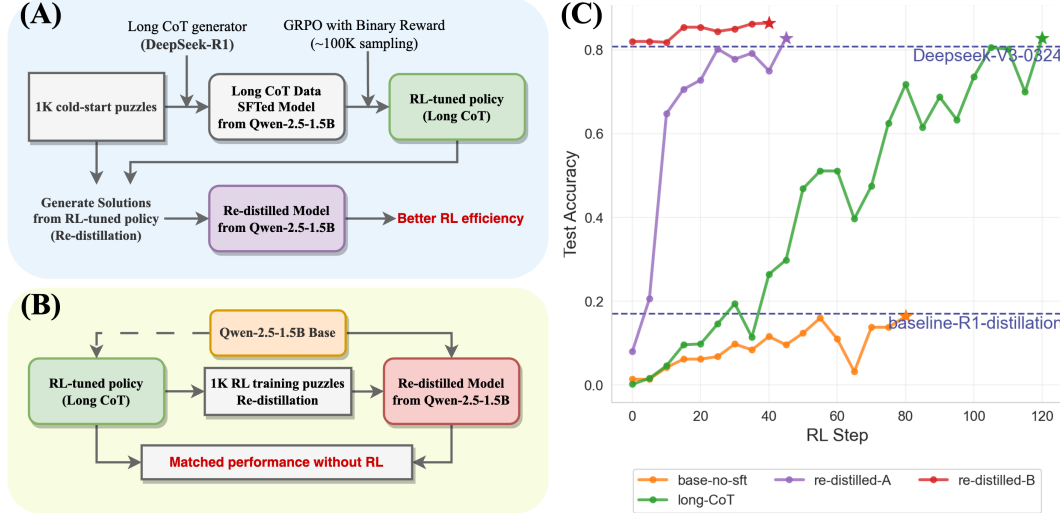 (A)
Long CoT generator
(DeepSeek-R1)
GRPO with Binary Reward
(~100K sampling)
1K cold-start puzzles
Long CoT Data
SFTed Model
from Qwen-2.5-1.5B
RL-tuned policy
(Long CoT)
Generate Solutions
from RL-tuned policy
(Re-distillation)
Re-distilled Model
from Qwen-2.5-1.5B
Better RL efficiency
(B)
Qwen-2.5-1.5B Base
RL-tuned policy
(Long CoT)
1K RL training puzzles
Re-distillation
Re-distilled Model
from Qwen-2.5-1.5B
Matched performance without RL
(C)
Test Accuracy
0.8
0.6
0.4
0.2
0.0
Deepseek-V3-0324
baseline-R1-distillation
0
20
40
60
80
100
120
RL Step
base-no-sft
re-distilled-A
re-distilled-B
long-CoT